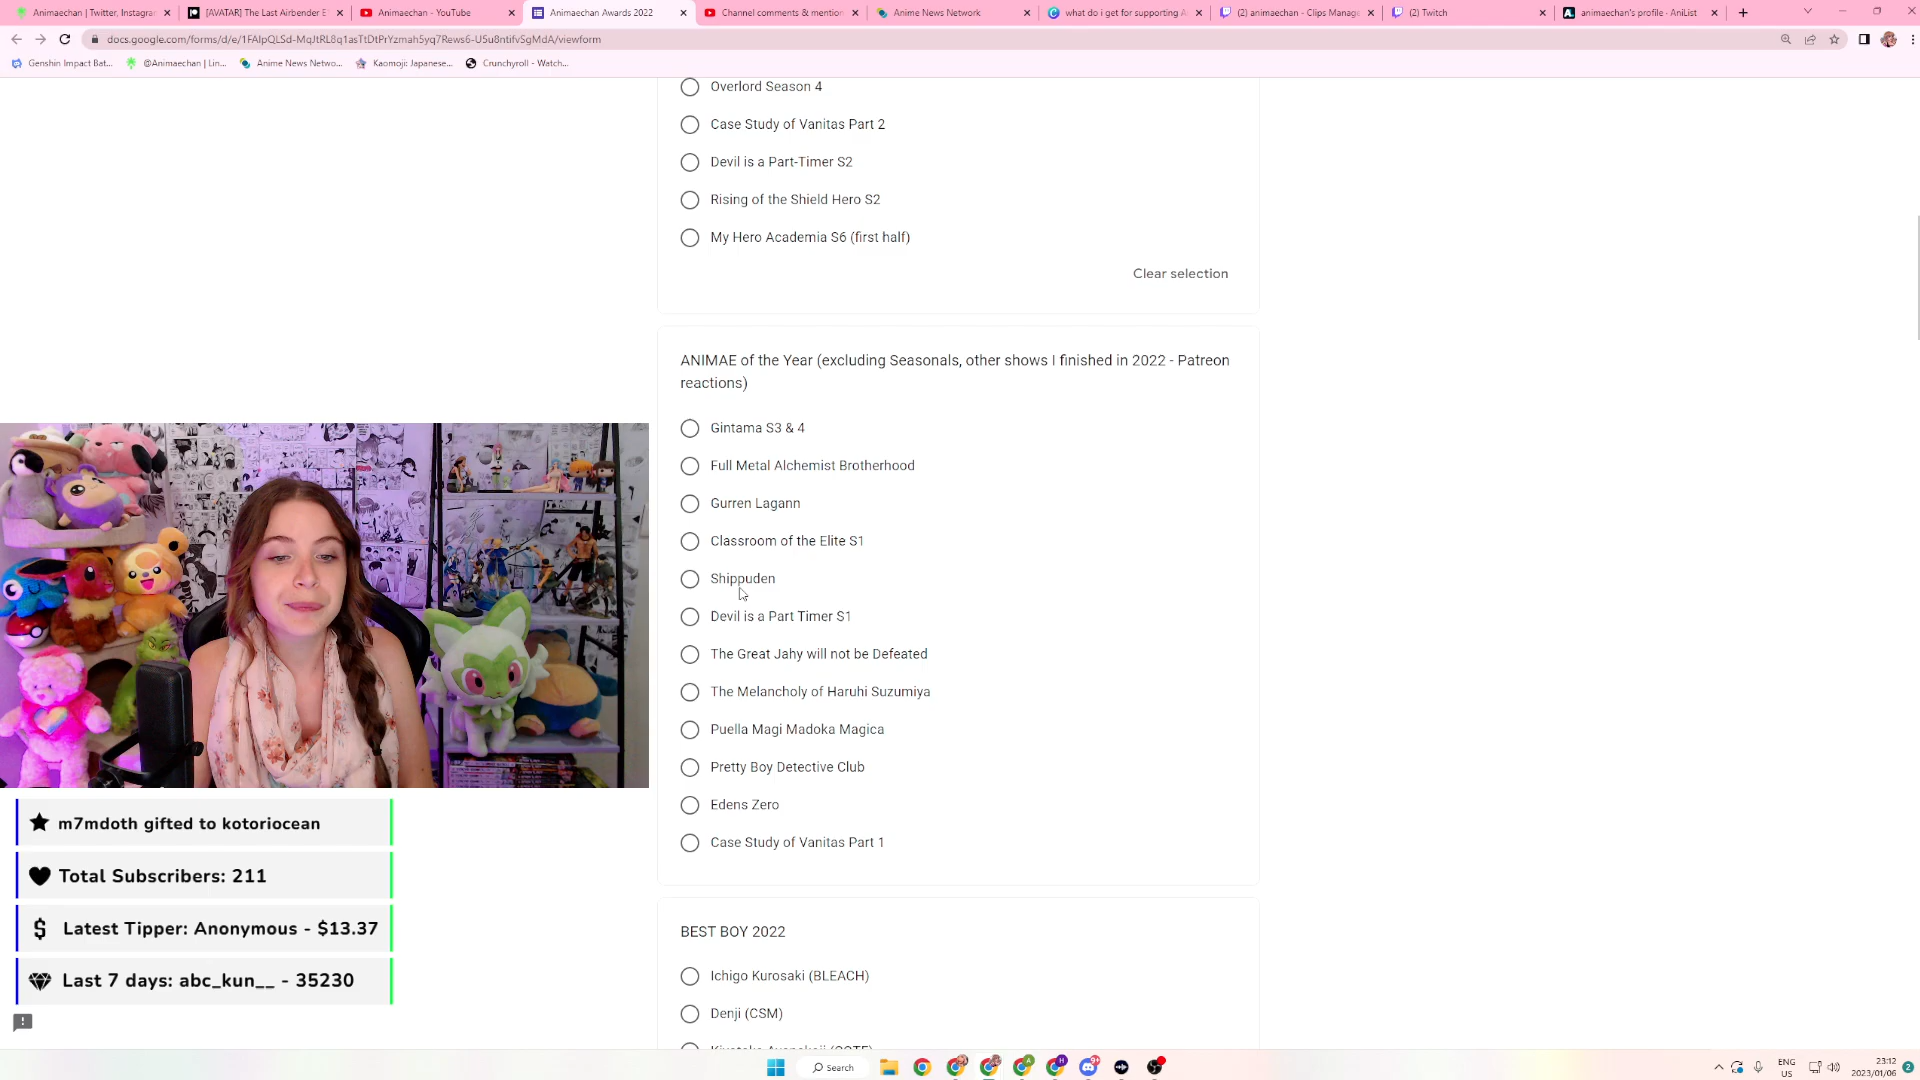 Animaechan | Twitter, Instagra
[AVATAR] The Last Airbender E
Animaechan - YouTube
Animaechan Awards 2022
Channel comments & mention
Anime News Network
what do i get for supporting A
(2) animaechan - Clips Manage
(2) Twitch
animaechan's profile · AniList
docs.google.com/forms/d/e/1FAIpQLSd-MqJtRL8q1asTtDtPrYzmah5yq7Rews6-U5u8ntifvSgMdA/viewform
Genshin Impact Bat...
@Animaechan | Lin...
Anime News Netwo...
Kaomoji: Japanese...
Crunchyroll - Watch...
Overlord Season 4
Case Study of Vanitas Part 2
Devil is a Part-Timer S2
Rising of the Shield Hero S2
My Hero Academia S6 (first half)
Clear selection
ANIMAE of the Year (excluding Seasonals, other shows I finished in 2022 - Patreon
reactions)
Gintama S3 & 4
Full Metal Alchemist Brotherhood
Gurren Lagann
Classroom of the Elite S1
Shippuden
Devil is a Part Timer S1
The Great Jahy will not be Defeated
The Melancholy of Haruhi Suzumiya
Puella Magi Madoka Magica
Pretty Boy Detective Club
Edens Zero
Case Study of Vanitas Part 1
BEST BOY 2022
Ichigo Kurosaki (BLEACH)
Denji (CSM)
m7mdoth gifted to kotoriocean
Total Subscribers: 211
Latest Tipper: Anonymous - $13.37
Last 7 days: abc_kun__ - 35230
Search
ENG
US
23:12
2023/01/06
2